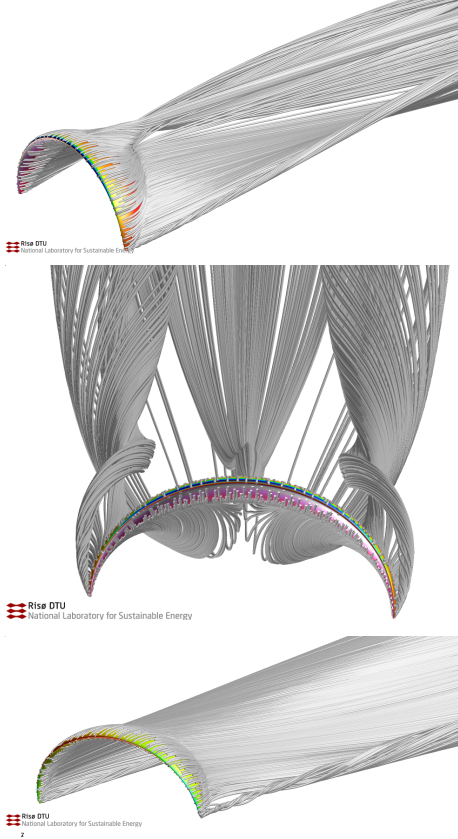 Risø DTU
National Laboratory for Sustainable Energy
Risø DTU
National Laboratory for Sustainable Energy
Risø DTU
National Laboratory for Sustainable Energy
z